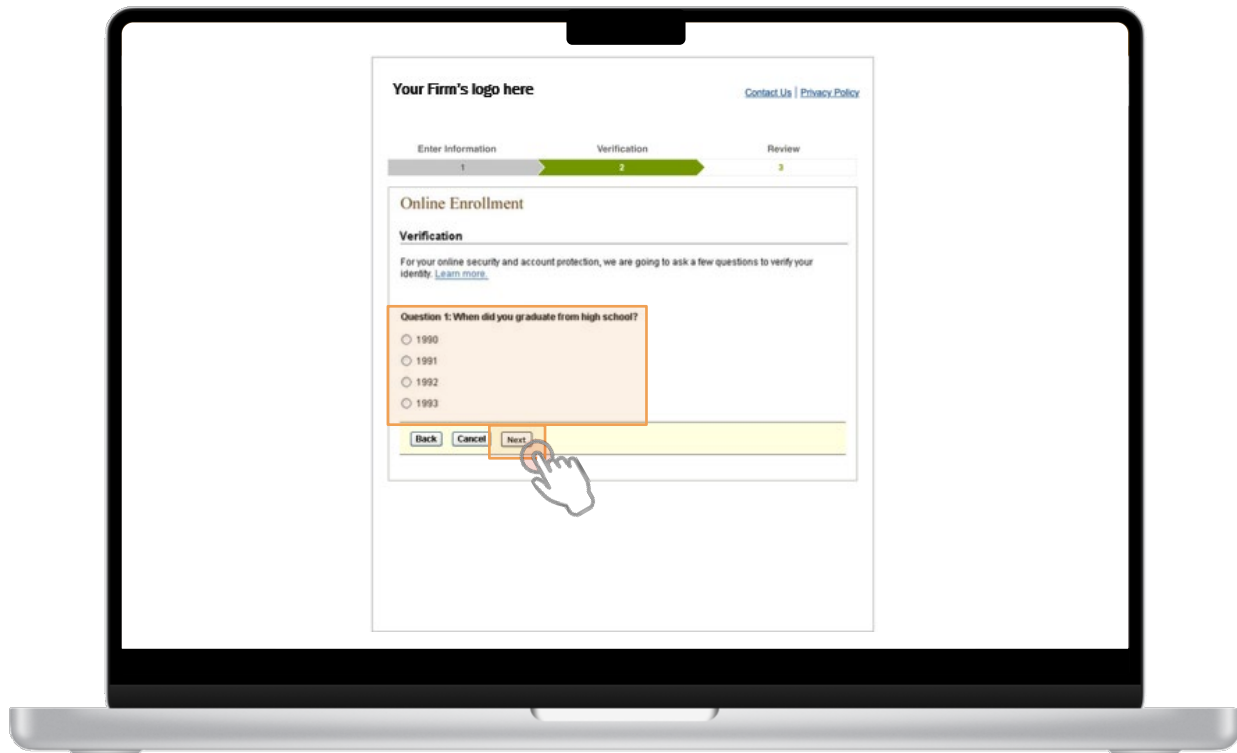 Your Firm's logo here
Contact Us | Privacy Policy
Enter Information Verification Review
1 2 3
Online Enrollment
Verification
For your online security and account protection, we are going to ask a few questions to verify your
identity. Learn more.
Question 1: When did you graduate from high school?
1990
1991
1992
1993
Back Cancel Next